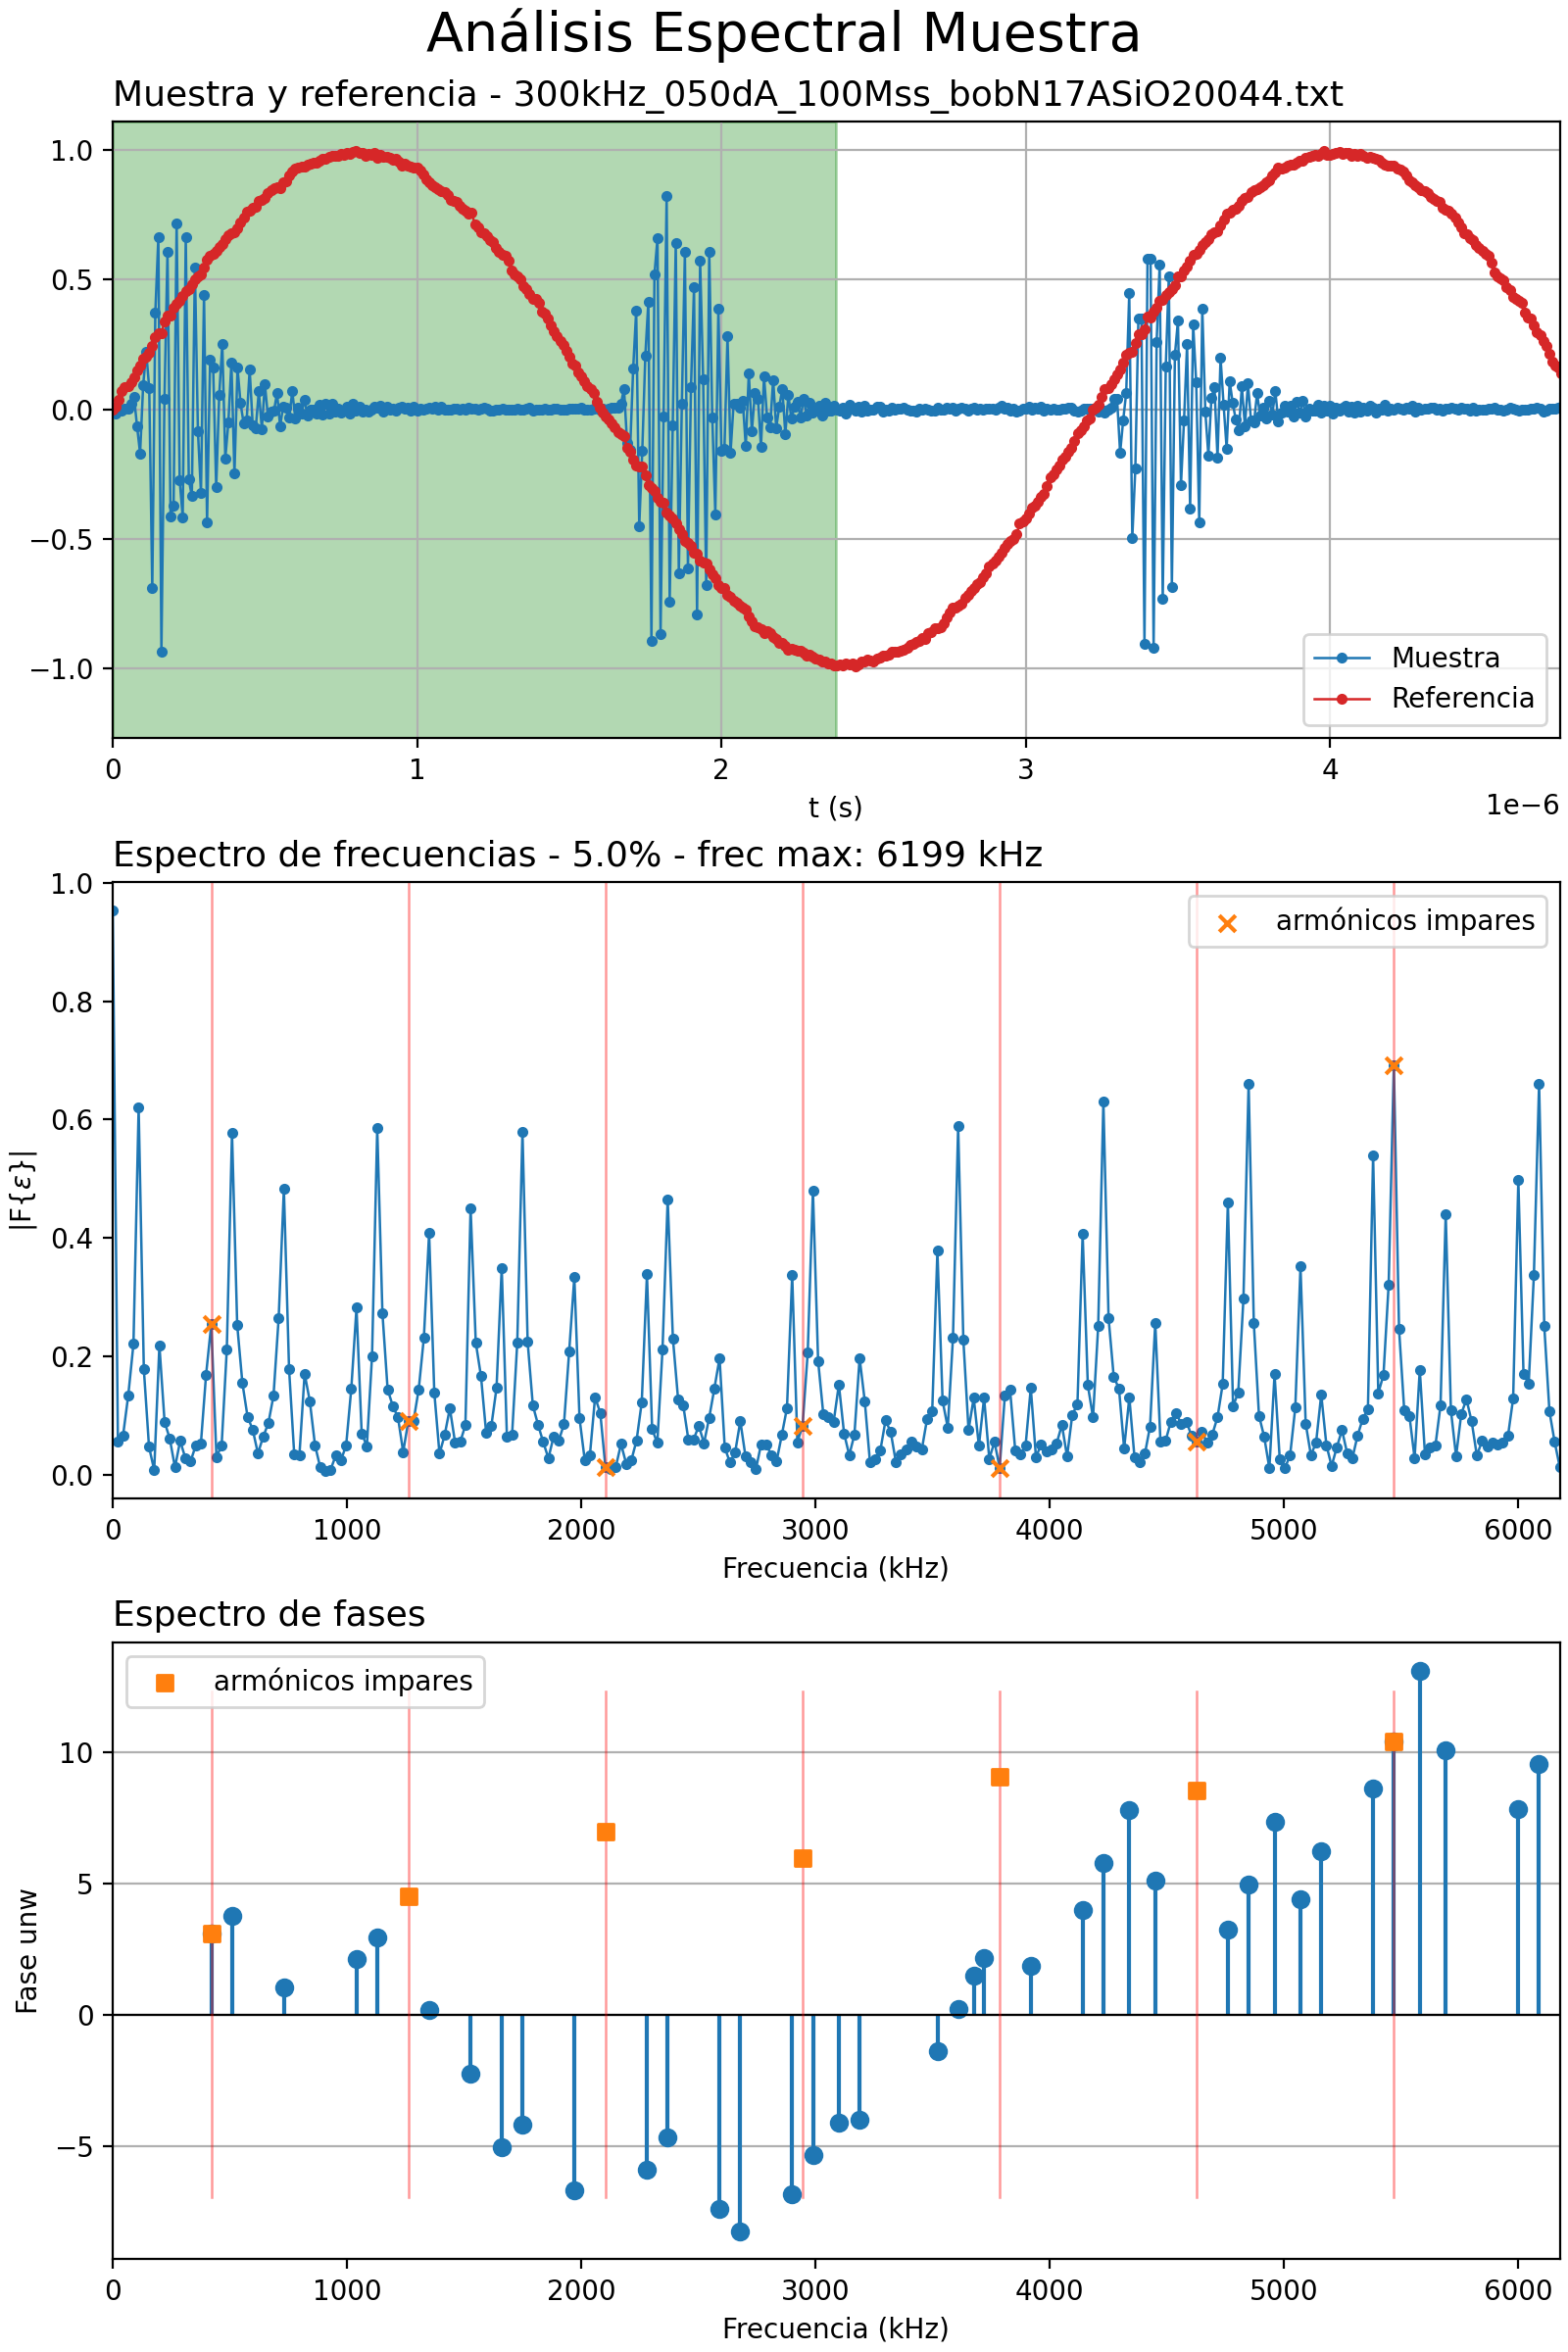 Análisis Espectral Muestra
Muestra y referencia - 300kHz_050dA_100Mss_bobN17ASiO20044.txt
1.0
0.5
0.0
−0.5
−1.0
Muestra
Referencia
0 1 2 3 4
t (s)
1e−6
Espectro de frecuencias - 5.0% - frec max: 6199 kHz
1.0
0.8
0.6
0.4
0.2
0.0
|F{ε}|
armónicos impares
0 1000 2000 3000 4000 5000 6000
Frecuencia (kHz)
Espectro de fases
armónicos impares
10
5
0
−5
Fase unw
0 1000 2000 3000 4000 5000 6000
Frecuencia (kHz)